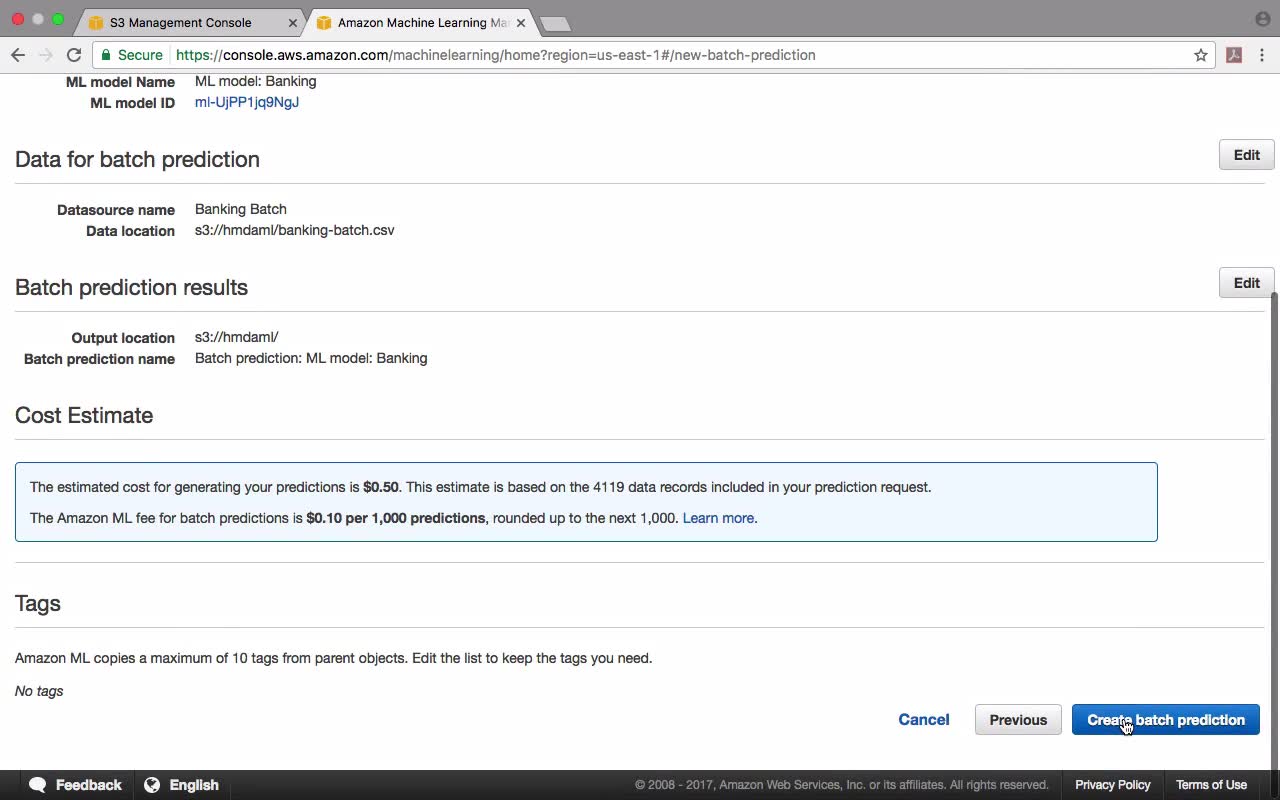 S3 Management Console
Amazon Machine Learning Ma
Secure https://console.aws.amazon.com/machinelearning/home?region=us-east-1#/new-batch-prediction
ML model Name ML model: Banking
ML model ID ml-UjPP1jq9NgJ
Data for batch prediction Edit
Datasource name Banking Batch
Data location s3://hmdaml/banking-batch.csv
Batch prediction results Edit
Output location s3://hmdaml/
Batch prediction name Batch prediction: ML model: Banking
Cost Estimate
The estimated cost for generating your predictions is $0.50. This estimate is based on the 4119 data records included in your prediction request.
The Amazon ML fee for batch predictions is $0.10 per 1,000 predictions, rounded up to the next 1,000. Learn more.
Tags
Amazon ML copies a maximum of 10 tags from parent objects. Edit the list to keep the tags you need.
No tags
Cancel Previous Create batch prediction
Feedback English © 2008 - 2017, Amazon Web Services, Inc. or its affiliates. All rights reserved. Privacy Policy Terms of Use